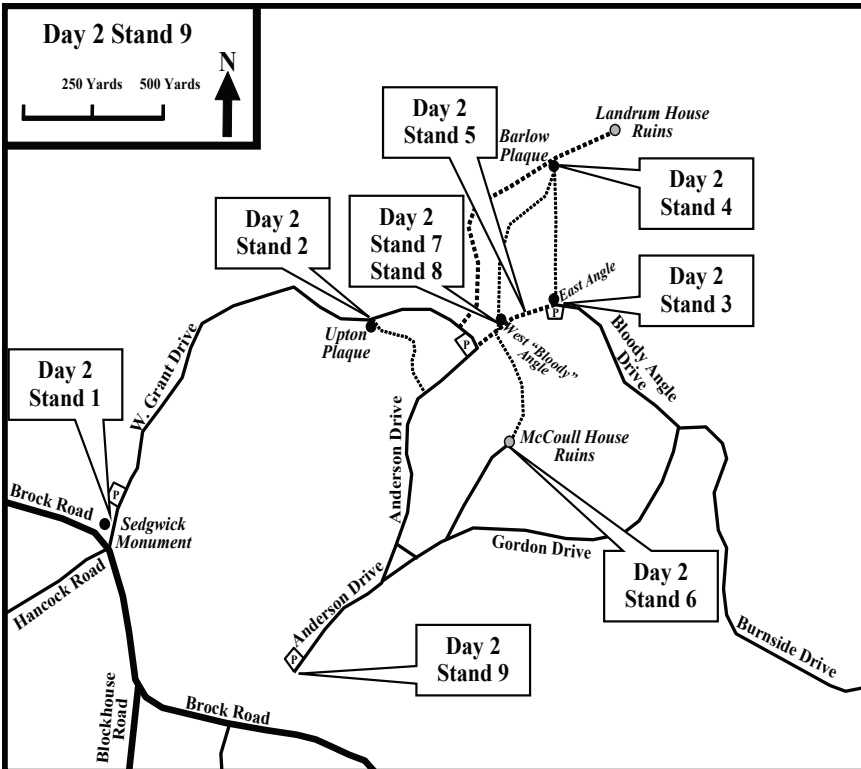 Day 2 Stand 9
250 Yards
500 Yards
N
Day 2
Stand 5
Landrum House
Ruins
Barlow
Plaque
Day 2
Stand 4
Day 2
Stand 2
Day 2
Stand 7
Stand 8
East Angle
P
Day 2
Stand 3
Upton
Plaque
West "Bloody"
Angle
P
Bloody Angle
Drive
W. Grant Drive
Day 2
Stand 1
Anderson Drive
McCoull House
Ruins
P
Brock Road
Sedgwick
Monument
Hancock Road
Gordon Drive
Day 2
Stand 6
Anderson Drive
P
Day 2
Stand 9
Burnside Drive
Blockhouse
Road
Brock Road